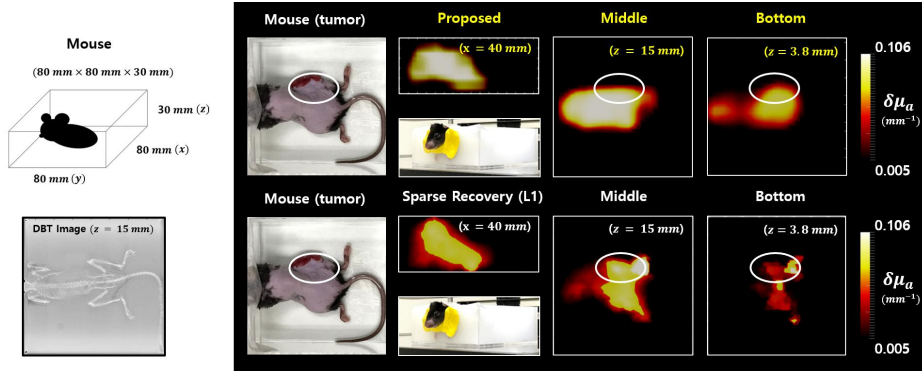 Mouse
(80 mm × 80 mm × 30 mm)
30 mm (z)
80 mm (x)
80 mm (y)
DBT Image (z = 15 mm)
Mouse (tumor)
Proposed
Middle
Bottom
(x = 40 mm)
(z = 15 mm)
(z = 3.8 mm)
0.106
δμₐ
(mm⁻¹)
0.005
Mouse (tumor)
Sparse Recovery (L1)
Middle
Bottom
(x = 40 mm)
(z = 15 mm)
(z = 3.8 mm)
0.106
δμₐ
(mm⁻¹)
0.005